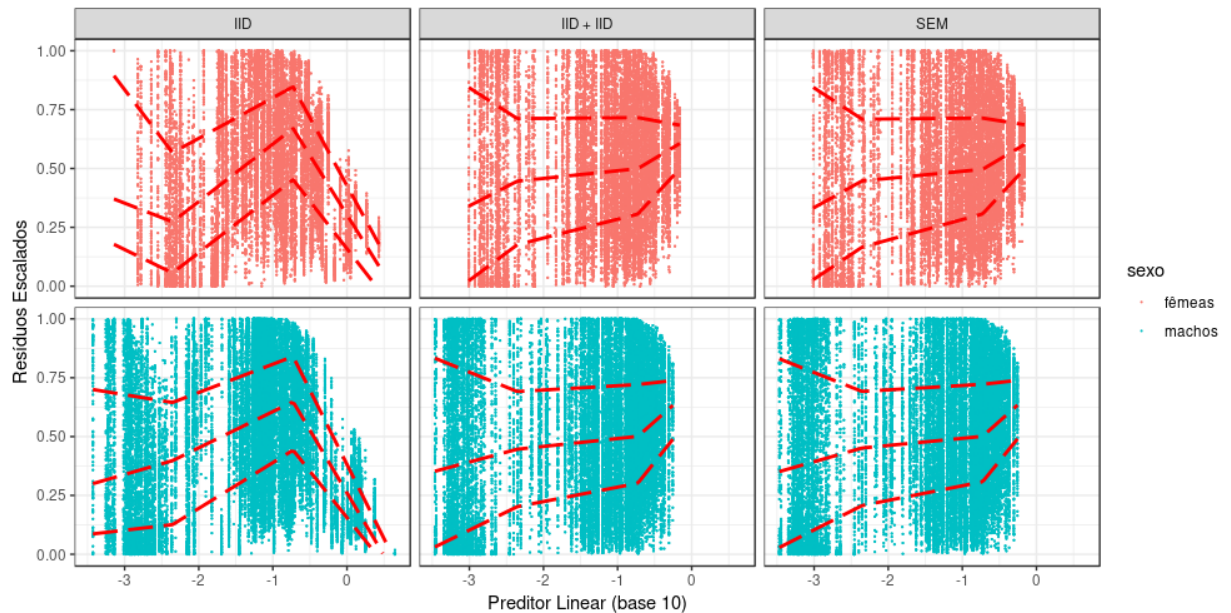 IID
IID + IID
SEM
1.00
0.75
0.50
0.25
0.00
1.00
0.75
0.50
0.25
0.00
Resíduos Escalados
-3
-2
-1
0
-3
-2
-1
0
-3
-2
-1
0
Preditor Linear (base 10)
sexo
fêmeas
machos